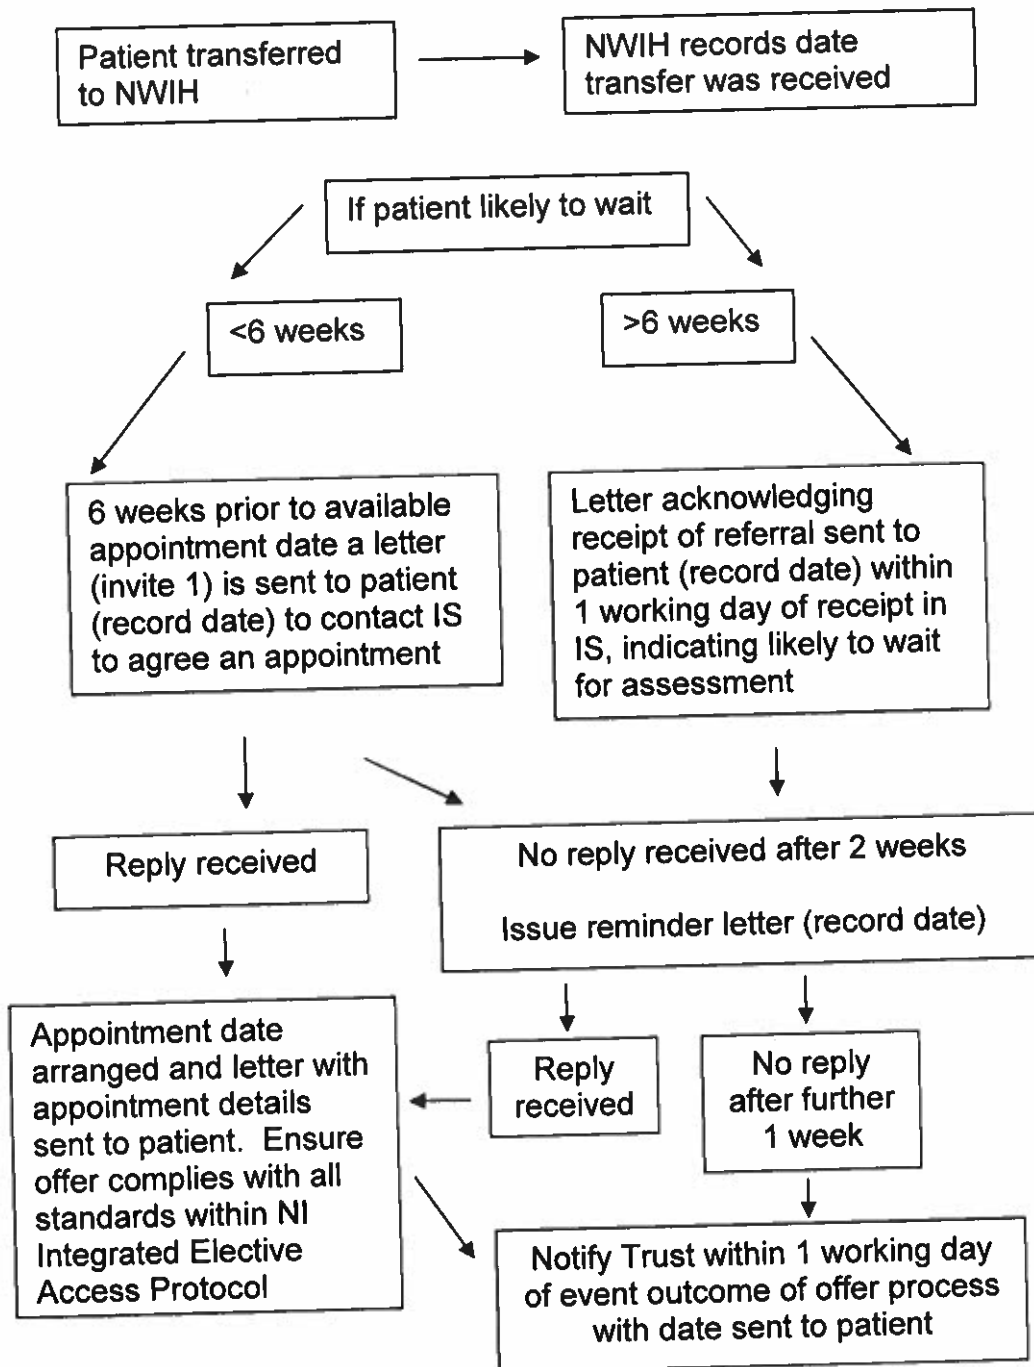 Patient transferred
to NWIH
NWIH records date
transfer was received
If patient likely to wait
<6 weeks
>6 weeks
6 weeks prior to available
appointment date a letter
(invite 1) is sent to patient
(record date) to contact IS
to agree an appointment
Letter acknowledging
receipt of referral sent to
patient (record date) within
1 working day of receipt in
IS, indicating likely to wait
for assessment
Reply received
No reply received after 2 weeks
Issue reminder letter (record date)
Appointment date
arranged and letter with
appointment details
sent to patient. Ensure
offer complies with all
standards within NI
Integrated Elective
Access Protocol
Reply
received
No reply
after further
1 week
Notify Trust within 1 working day
of event outcome of offer process
with date sent to patient